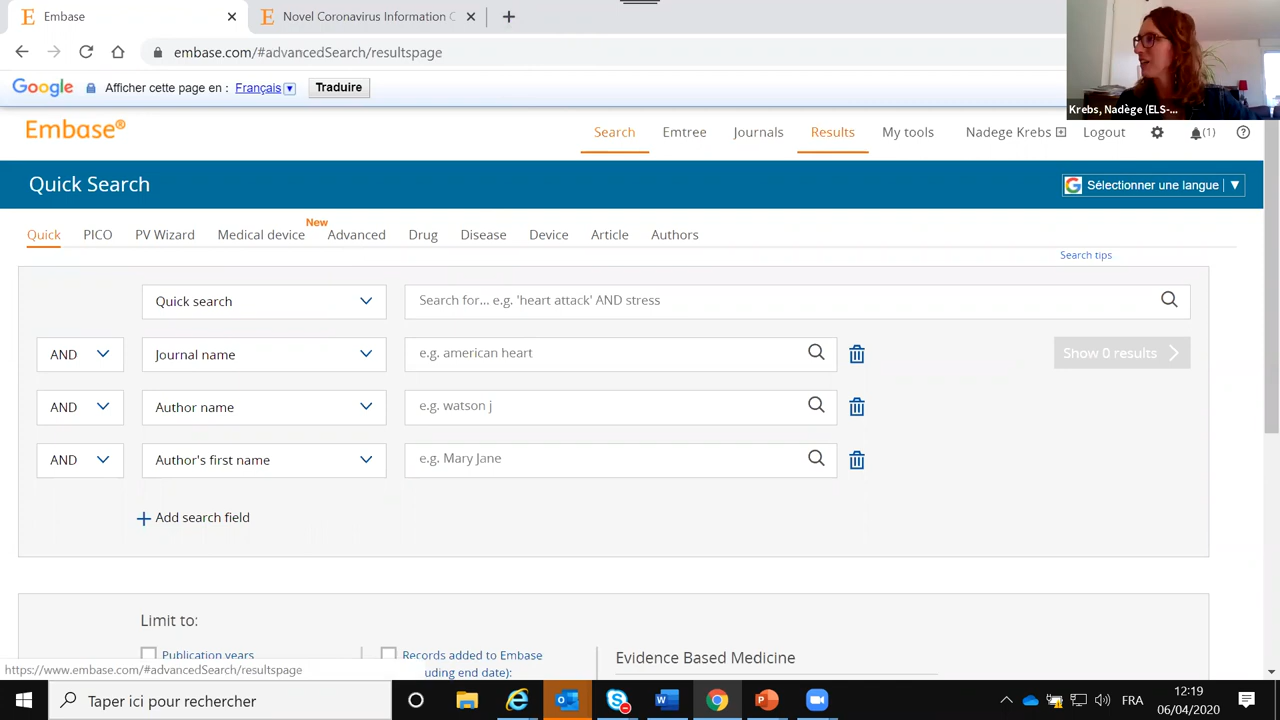 Embase
Novel Coronavirus Information C
embase.com/#advancedSearch/resultspage
Google Afficher cette page en : Français Traduire
Krebs, Nadège (ELS-...
Embase®
Search Emtree Journals Results My tools Nadege Krebs Logout (1)
Quick Search
Sélectionner une langue
New
Quick PICO PV Wizard Medical device Advanced Drug Disease Device Article Authors
Search tips
Quick search Search for... e.g. 'heart attack' AND stress
AND Journal name e.g. american heart Show 0 results
AND Author name e.g. watson j
AND Author's first name e.g. Mary Jane
Add search field
Limit to:
Publication years Records added to Embase Evidence Based Medicine
uding end date):
https://www.embase.com/#advancedSearch/resultspage
Taper ici pour rechercher
FRA
12:19
06/04/2020